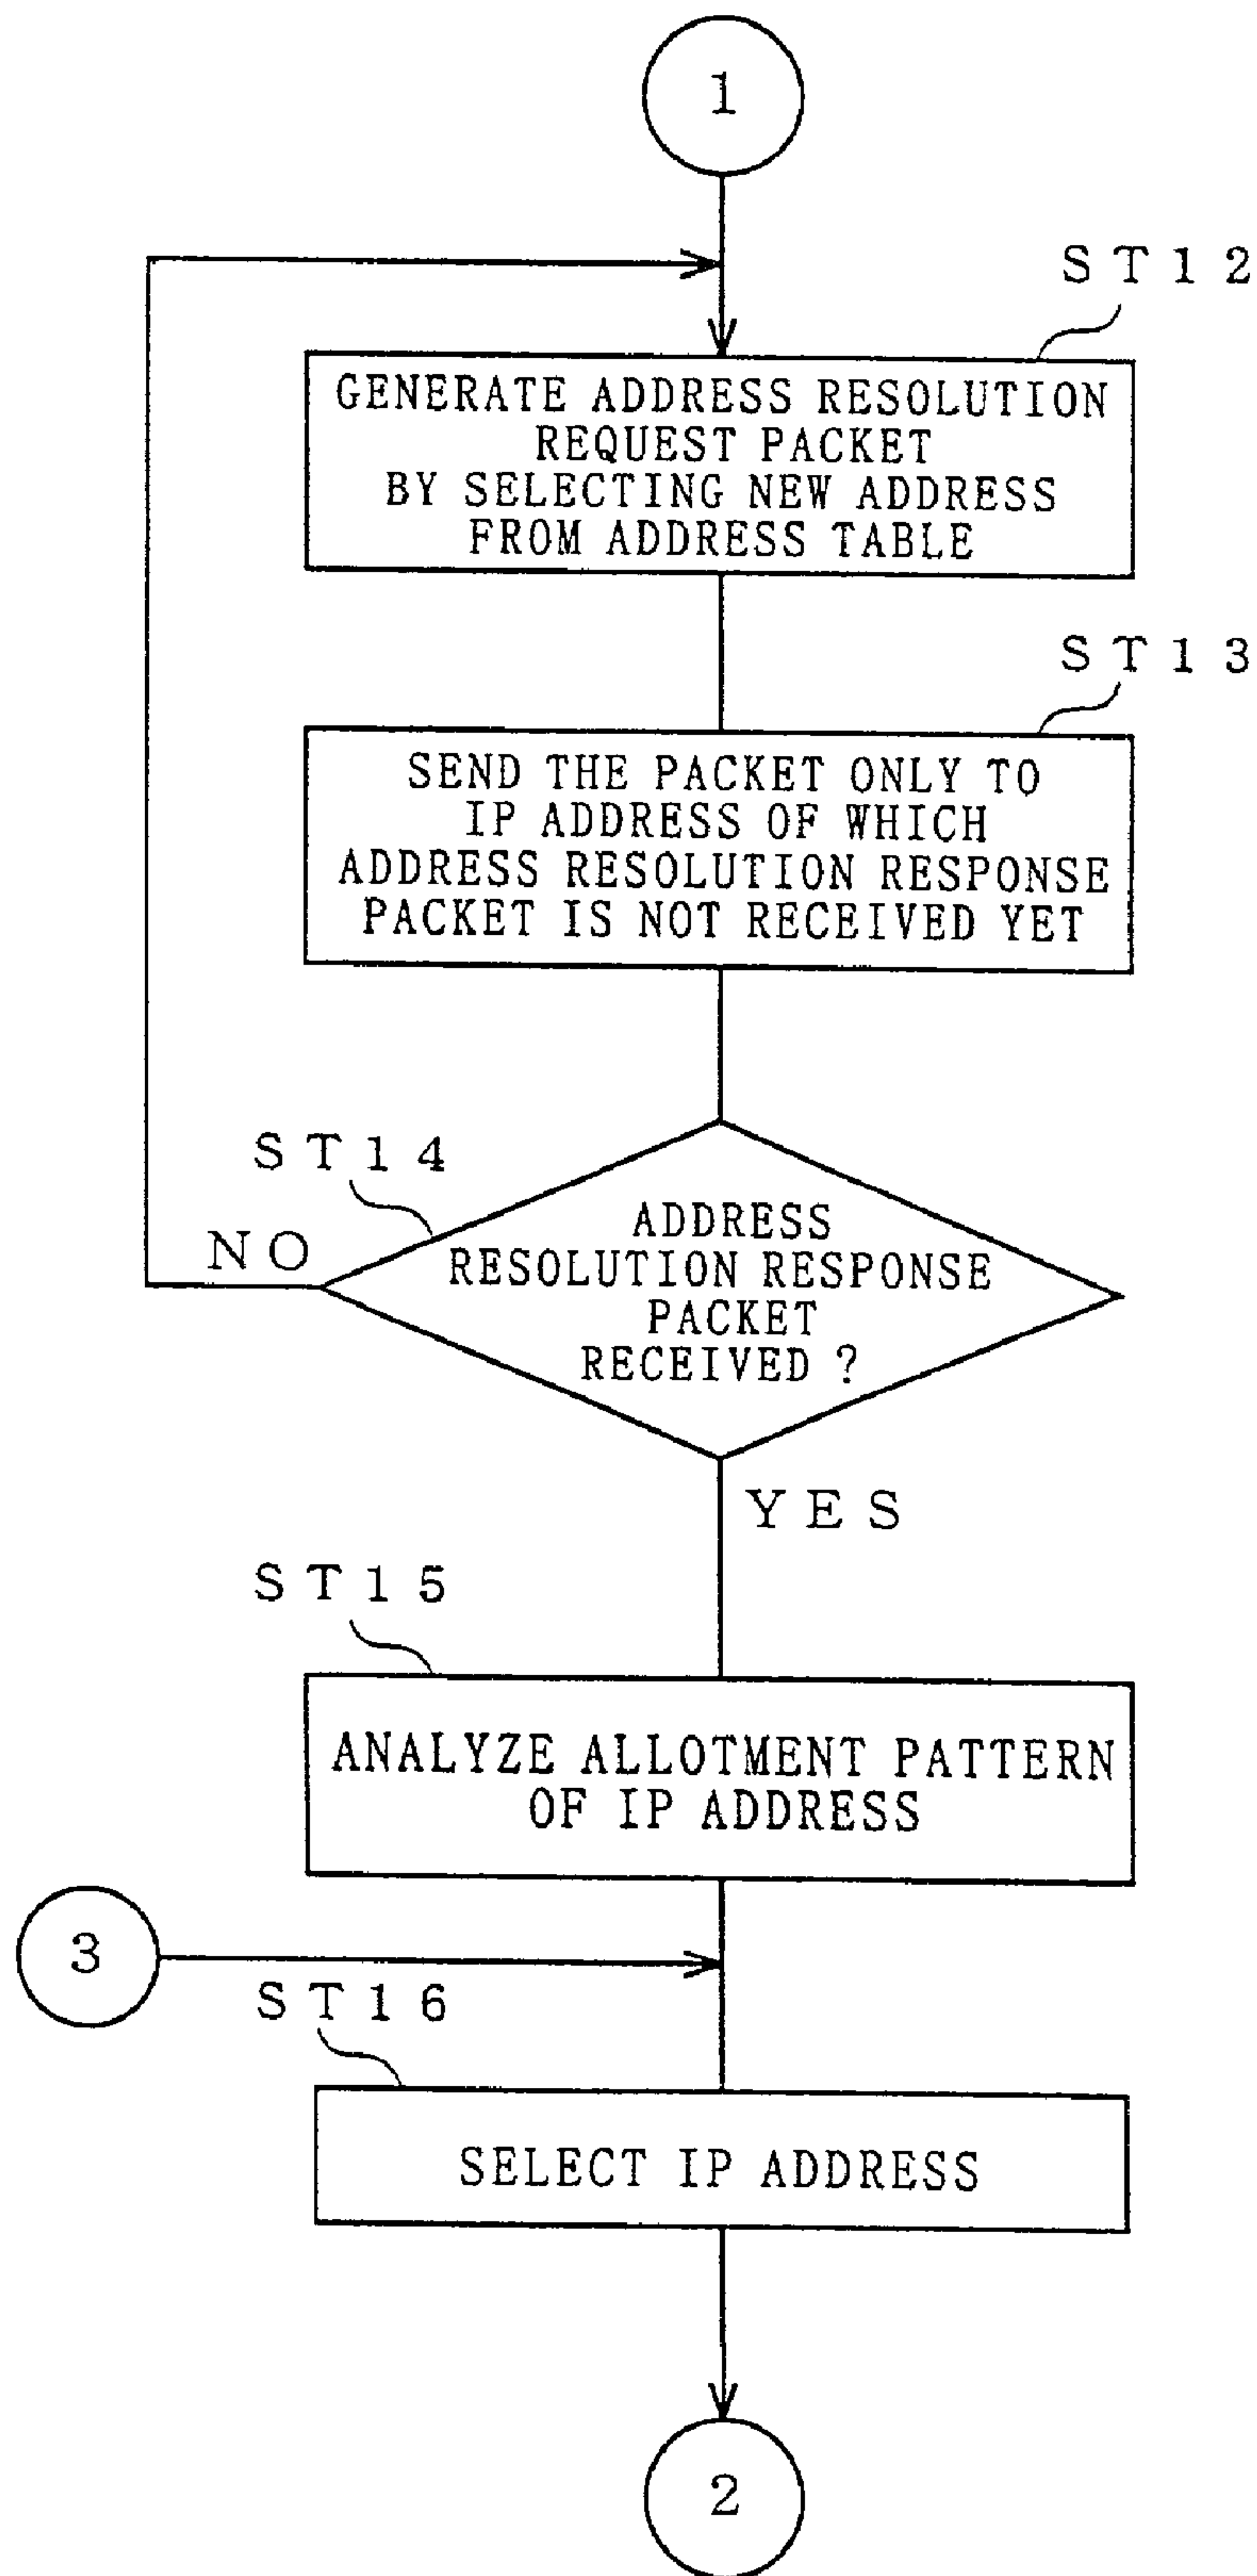 1
ST12
GENERATE ADDRESS RESOLUTION
REQUEST PACKET
BY SELECTING NEW ADDRESS
FROM ADDRESS TABLE
ST13
SEND THE PACKET ONLY TO
IP ADDRESS OF WHICH
ADDRESS RESOLUTION RESPONSE
PACKET IS NOT RECEIVED YET
ST14
NO
ADDRESS
RESOLUTION RESPONSE
PACKET
RECEIVED ?
YES
ST15
ANALYZE ALLOTMENT PATTERN
OF IP ADDRESS
3
ST16
SELECT IP ADDRESS
2